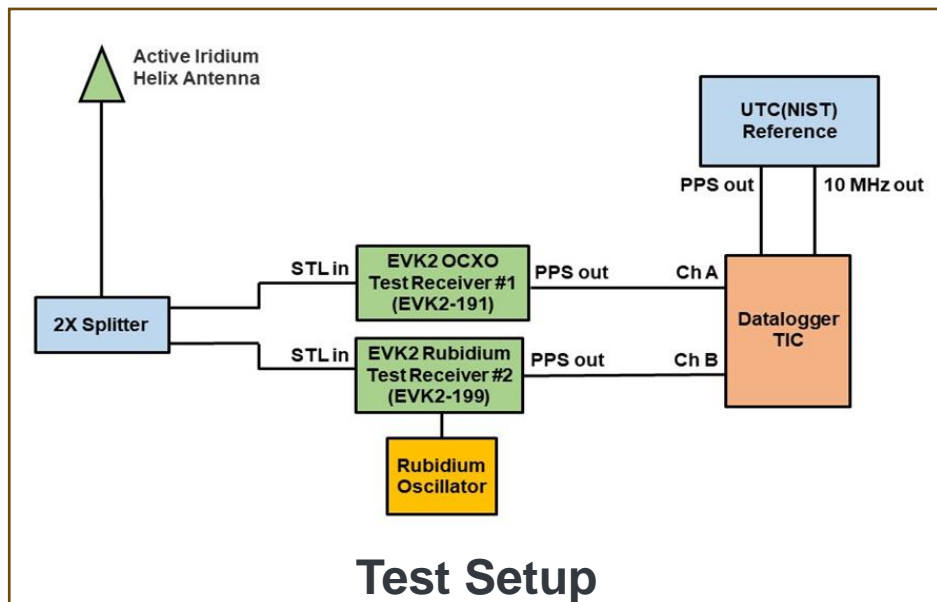 Active Iridium
Helix Antenna
UTC(NIST)
Reference
PPS out
10 MHz out
STL in
EVK2 OCXO
Test Receiver #1
(EVK2-191)
PPS out
Ch A
2X Splitter
Datalogger
TIC
STL in
EVK2 Rubidium
Test Receiver #2
(EVK2-199)
PPS out
Ch B
Rubidium
Oscillator
Test Setup